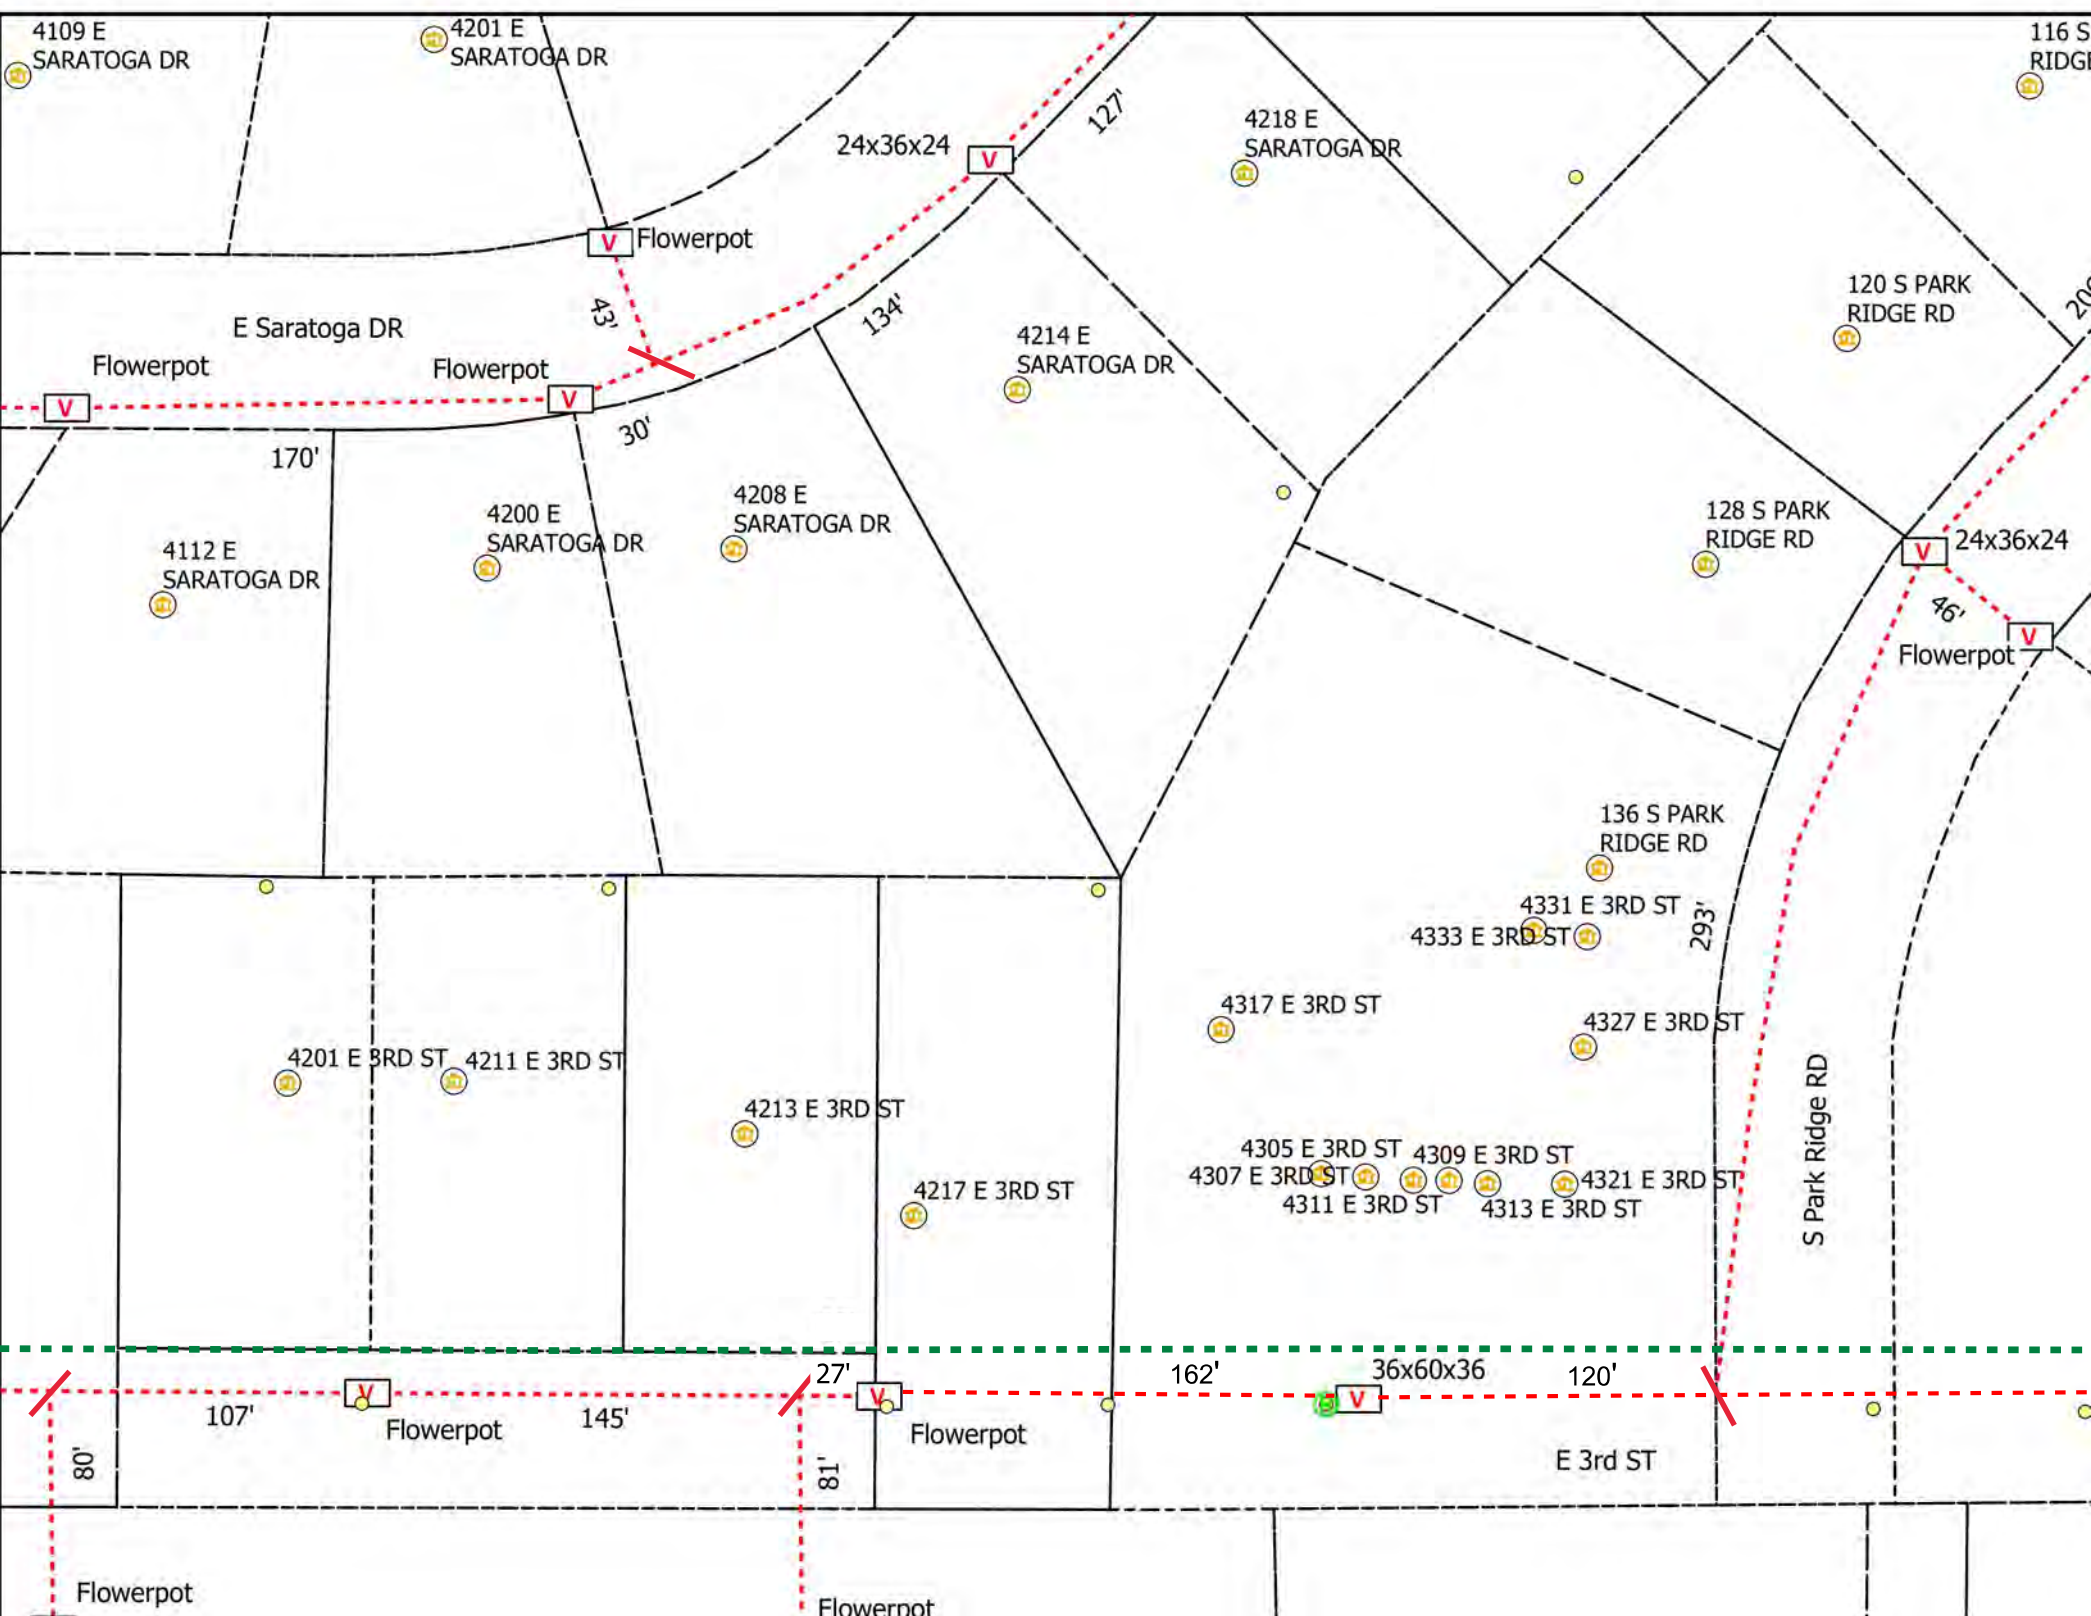 4109 E
SARATOGA DR
4201 E
SARATOGA DR
116 S
24x36x24
V
127'
4218 E
SARATOGA DR
V
Flowerpot
43'
E Saratoga DR
134'
120 S PARK
RIDGE RD
Flowerpot
Flowerpot
V
V
30'
170'
4214 E
SARATOGA DR
4200 E
SARATOGA DR
4208 E
SARATOGA DR
4112 E
SARATOGA DR
128 S PARK
RIDGE RD
V
24x36x24
46'
V
Flowerpot
136 S PARK
RIDGE RD
4331 E 3RD ST
4333 E 3RD ST
293'
4317 E 3RD ST
4327 E 3RD ST
4201 E 3RD ST
4211 E 3RD ST
4213 E 3RD ST
4217 E 3RD ST
4305 E 3RD ST
4309 E 3RD ST
4307 E 3RD ST
4321 E 3RD ST
4311 E 3RD ST
4313 E 3RD ST
S Park Ridge RD
27'
162'
36x60x36
120'
V
V
V
107'
Flowerpot
145'
Flowerpot
80'
81'
E 3rd ST
Flowerpot
Flowerpot